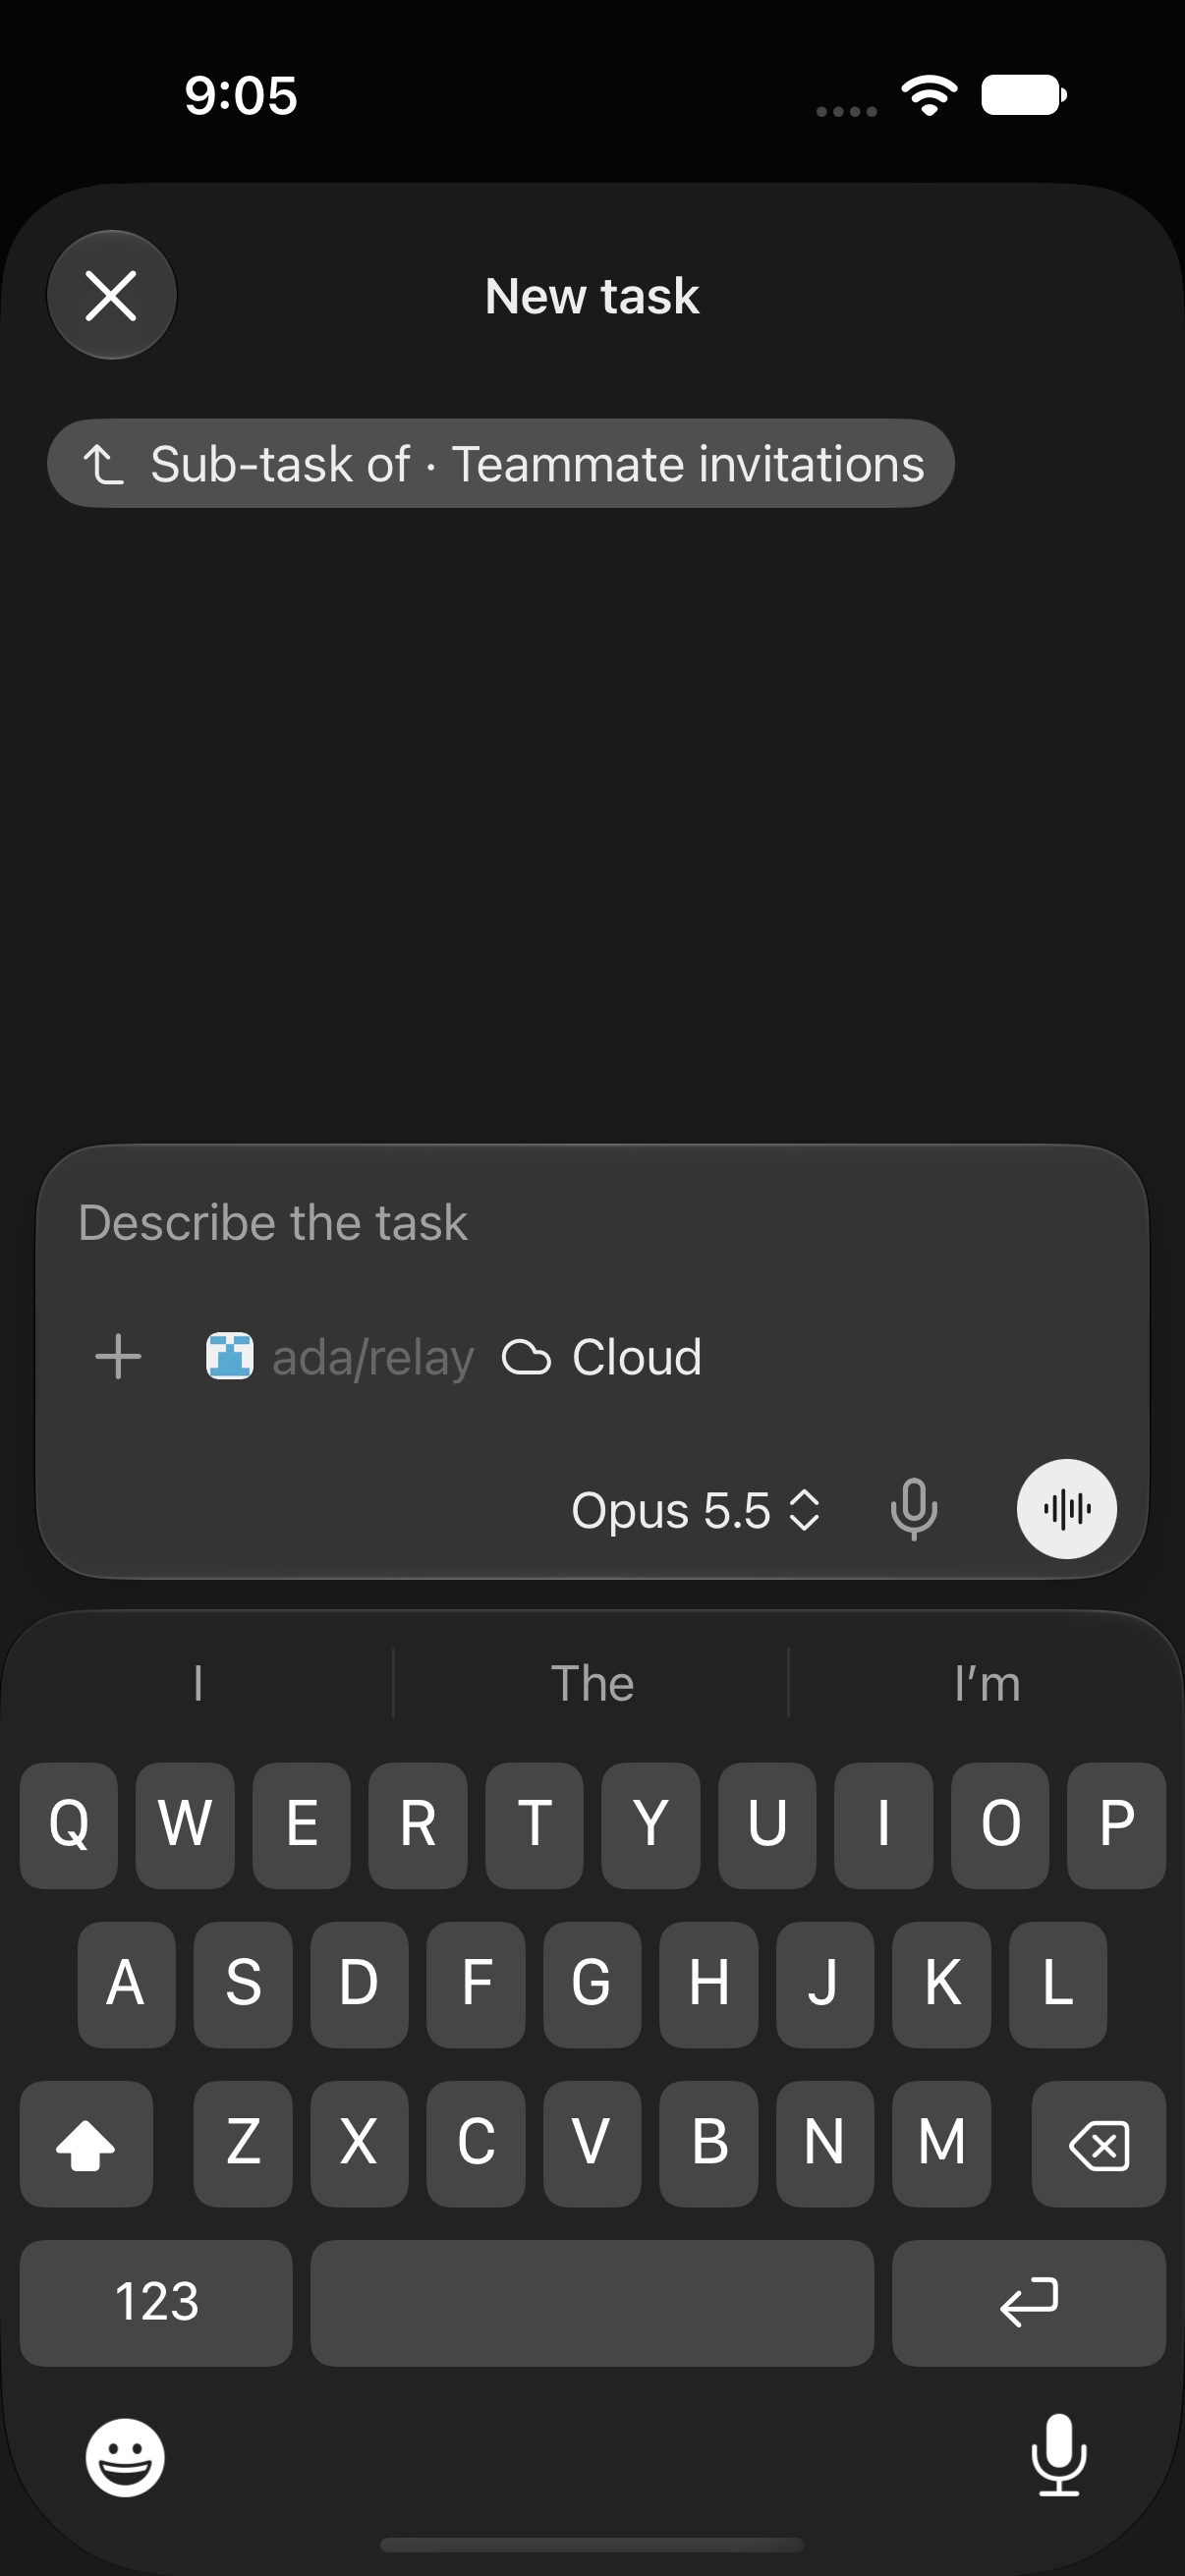 9:05
New task
Sub-task of · Teammate invitations
Describe the task
ada/relay Cloud
Opus 5.5
I The I’m
Q W E R T Y U I O P
A S D F G H J K L
Z X C V B N M
123